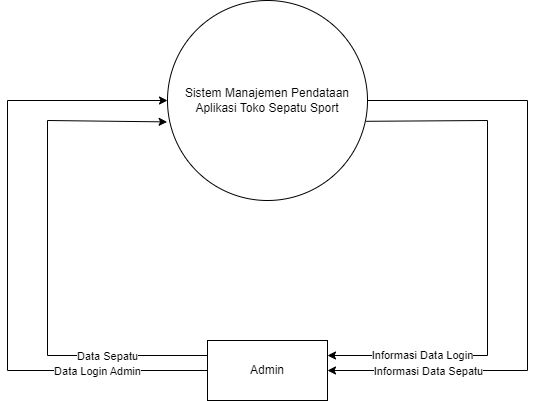 Sistem Manajemen Pendataan
Aplikasi Toko Sepatu Sport
Data Sepatu
Data Login Admin
Admin
Informasi Data Login
Informasi Data Sepatu